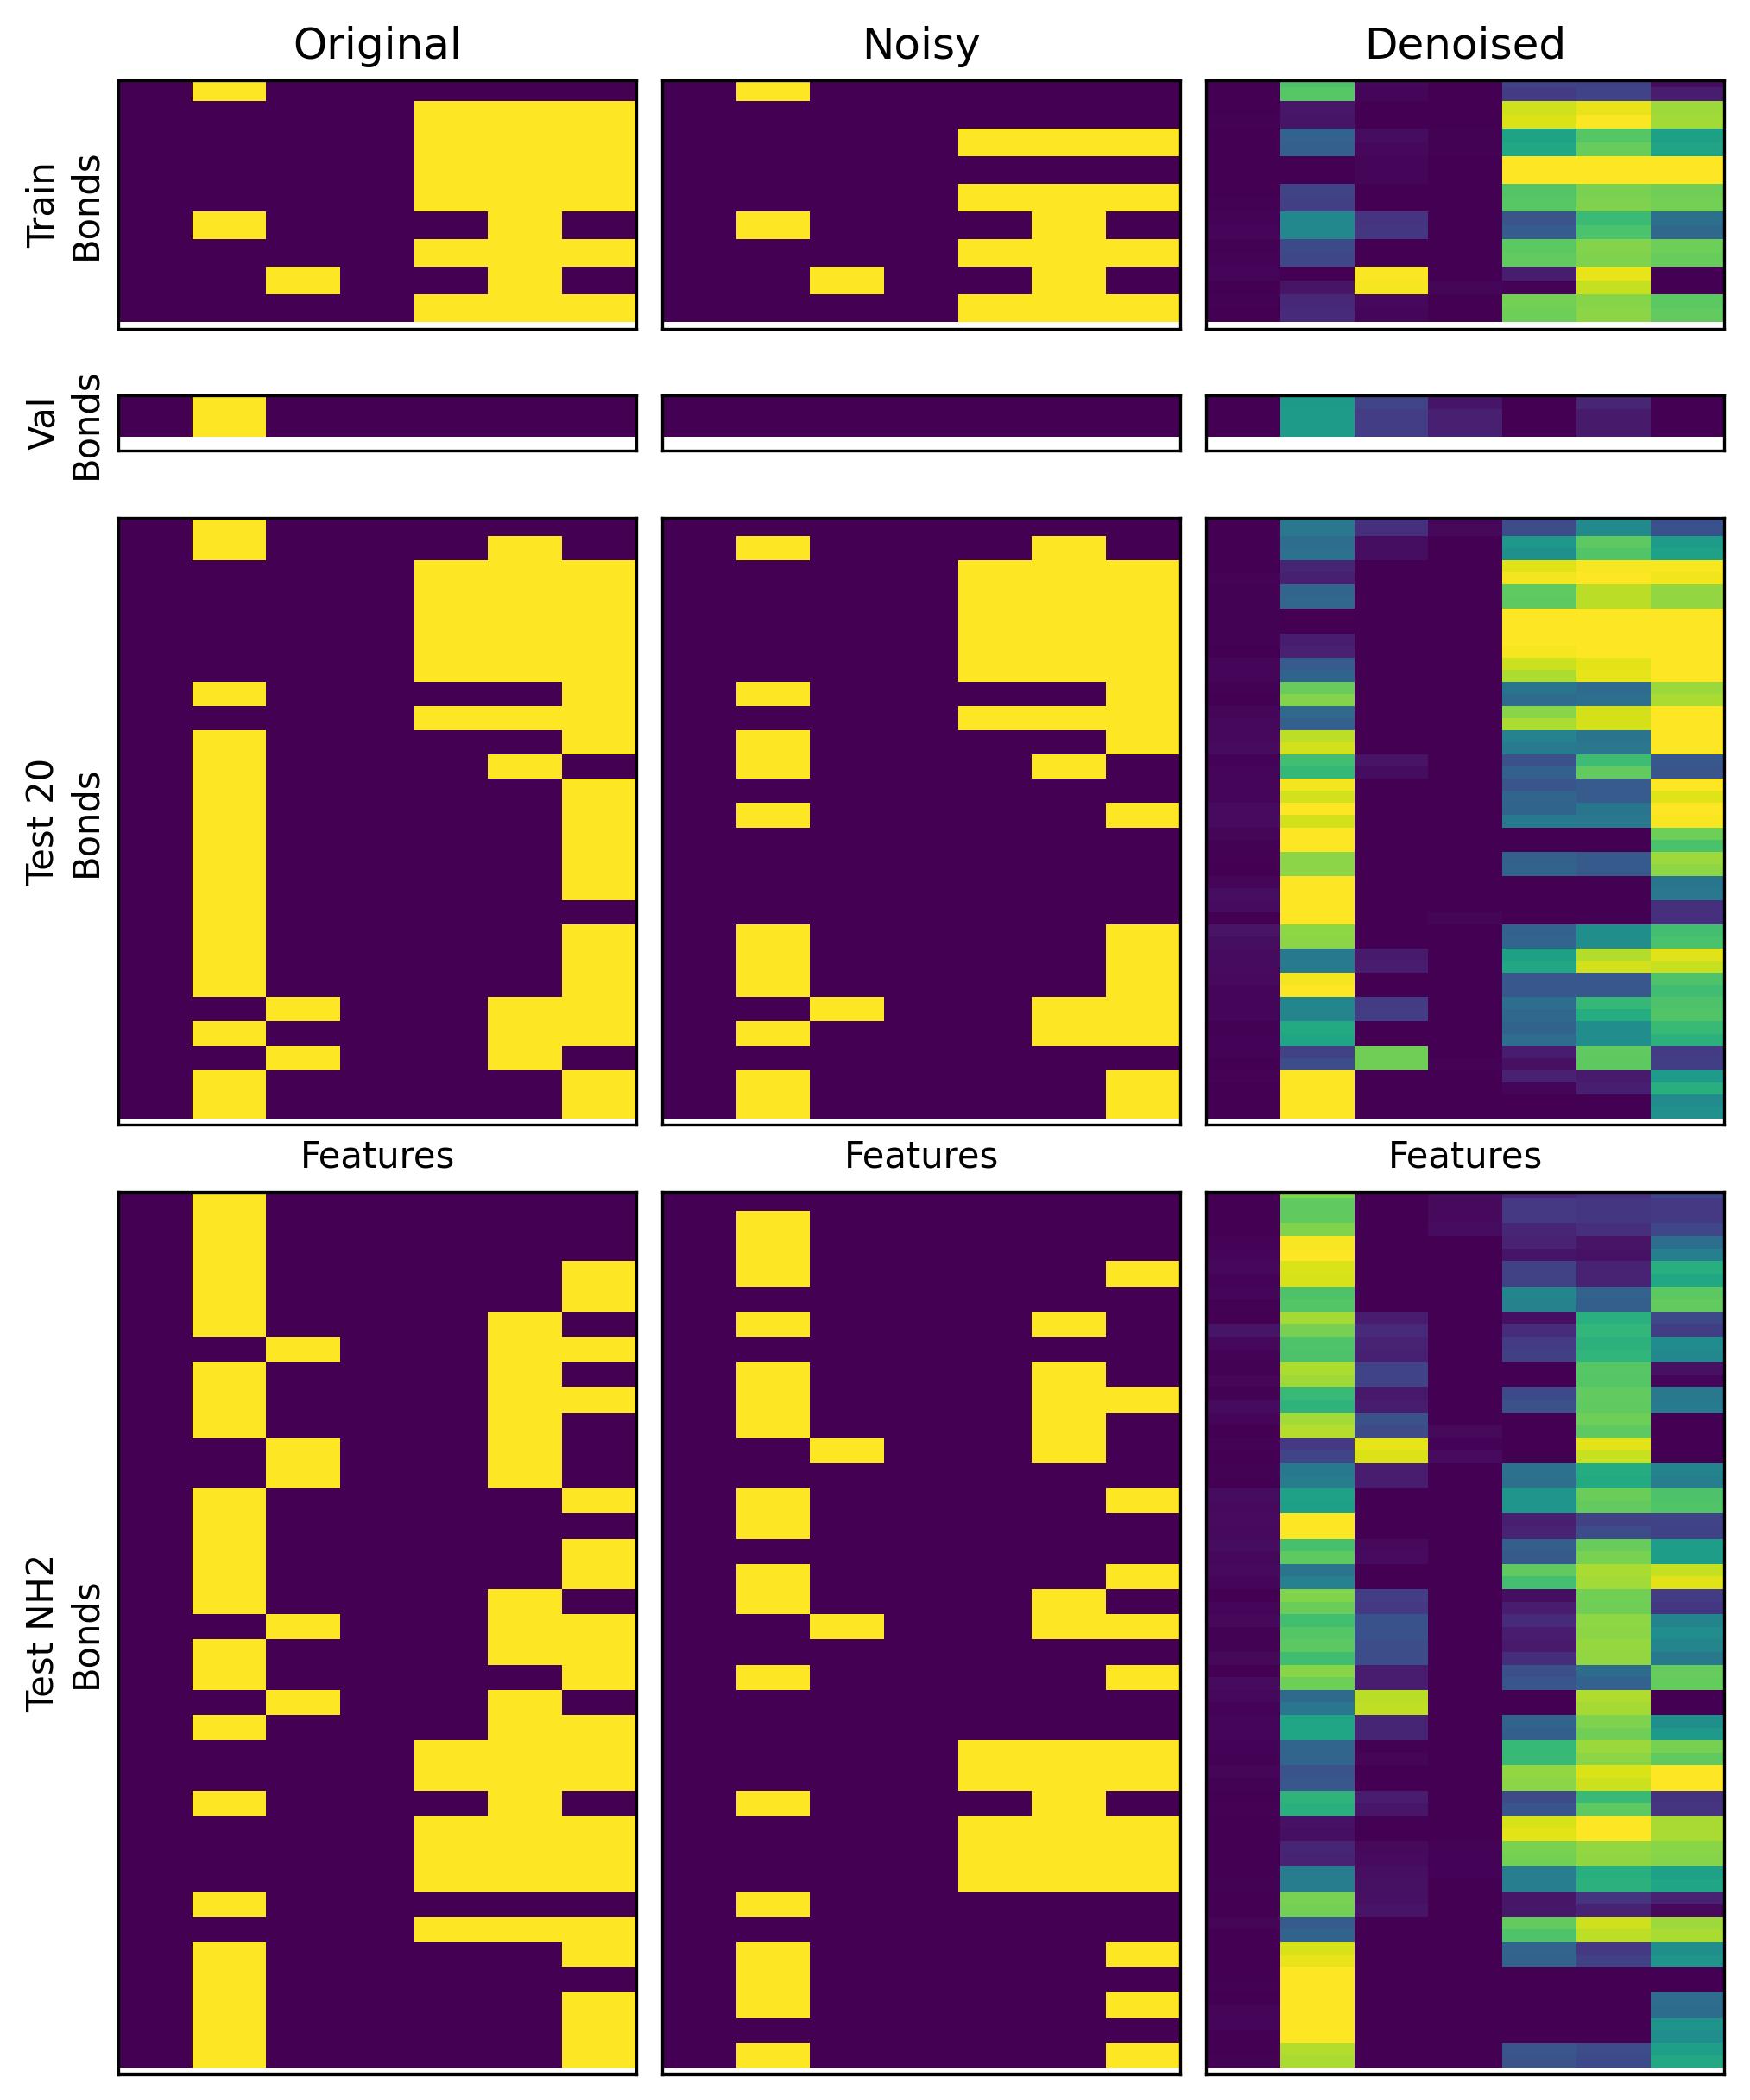 Original
Noisy
Denoised
Train
Bonds
Val
Bonds
Test 20
Bonds
Features
Features
Features
Test NH2
Bonds